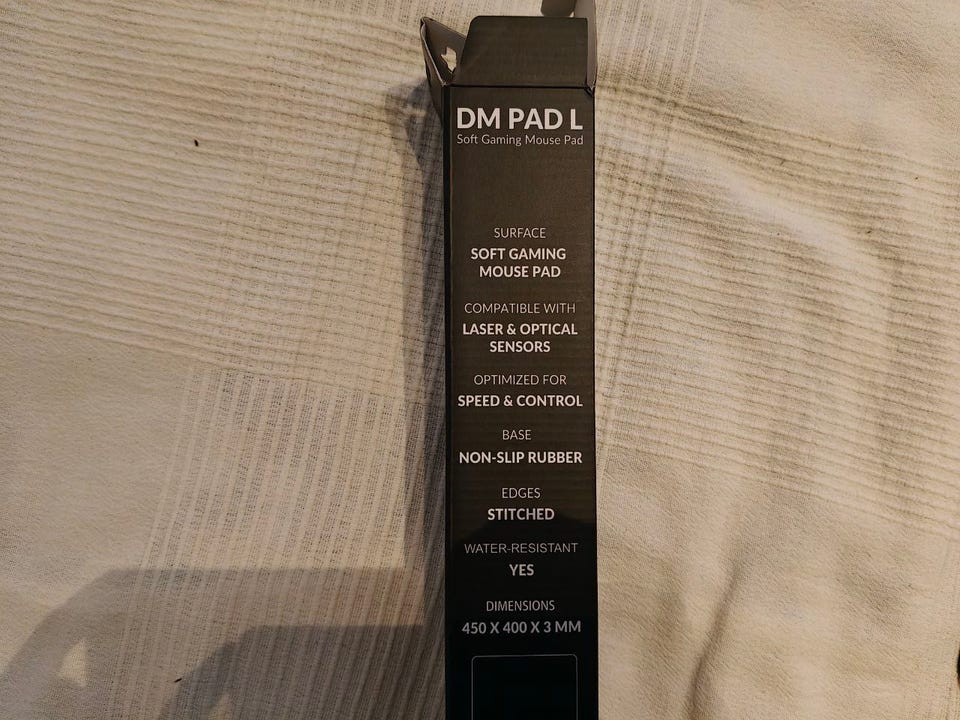 DM PAD L
Soft Gaming Mouse Pad
SURFACE
SOFT GAMING
MOUSE PAD
COMPATIBLE WITH
LASER & OPTICAL
SENSORS
OPTIMIZED FOR
SPEED & CONTROL
BASE
NON-SLIP RUBBER
EDGES
STITCHED
WATER-RESISTANT
YES
DIMENSIONS
450 X 400 X 3 MM